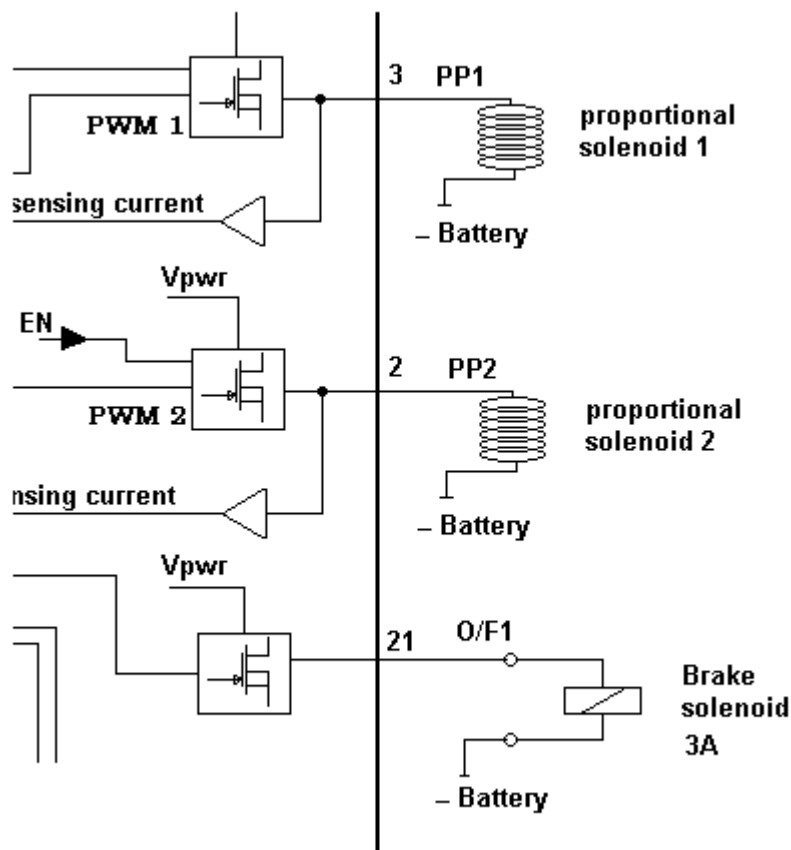 3 PP1
proportional
solenoid 1
PWM 1
sensing current
– Battery
Vpwr
EN
2 PP2
proportional
solenoid 2
PWM 2
nsing current
– Battery
Vpwr
21 O/F1
Brake
solenoid
3A
– Battery